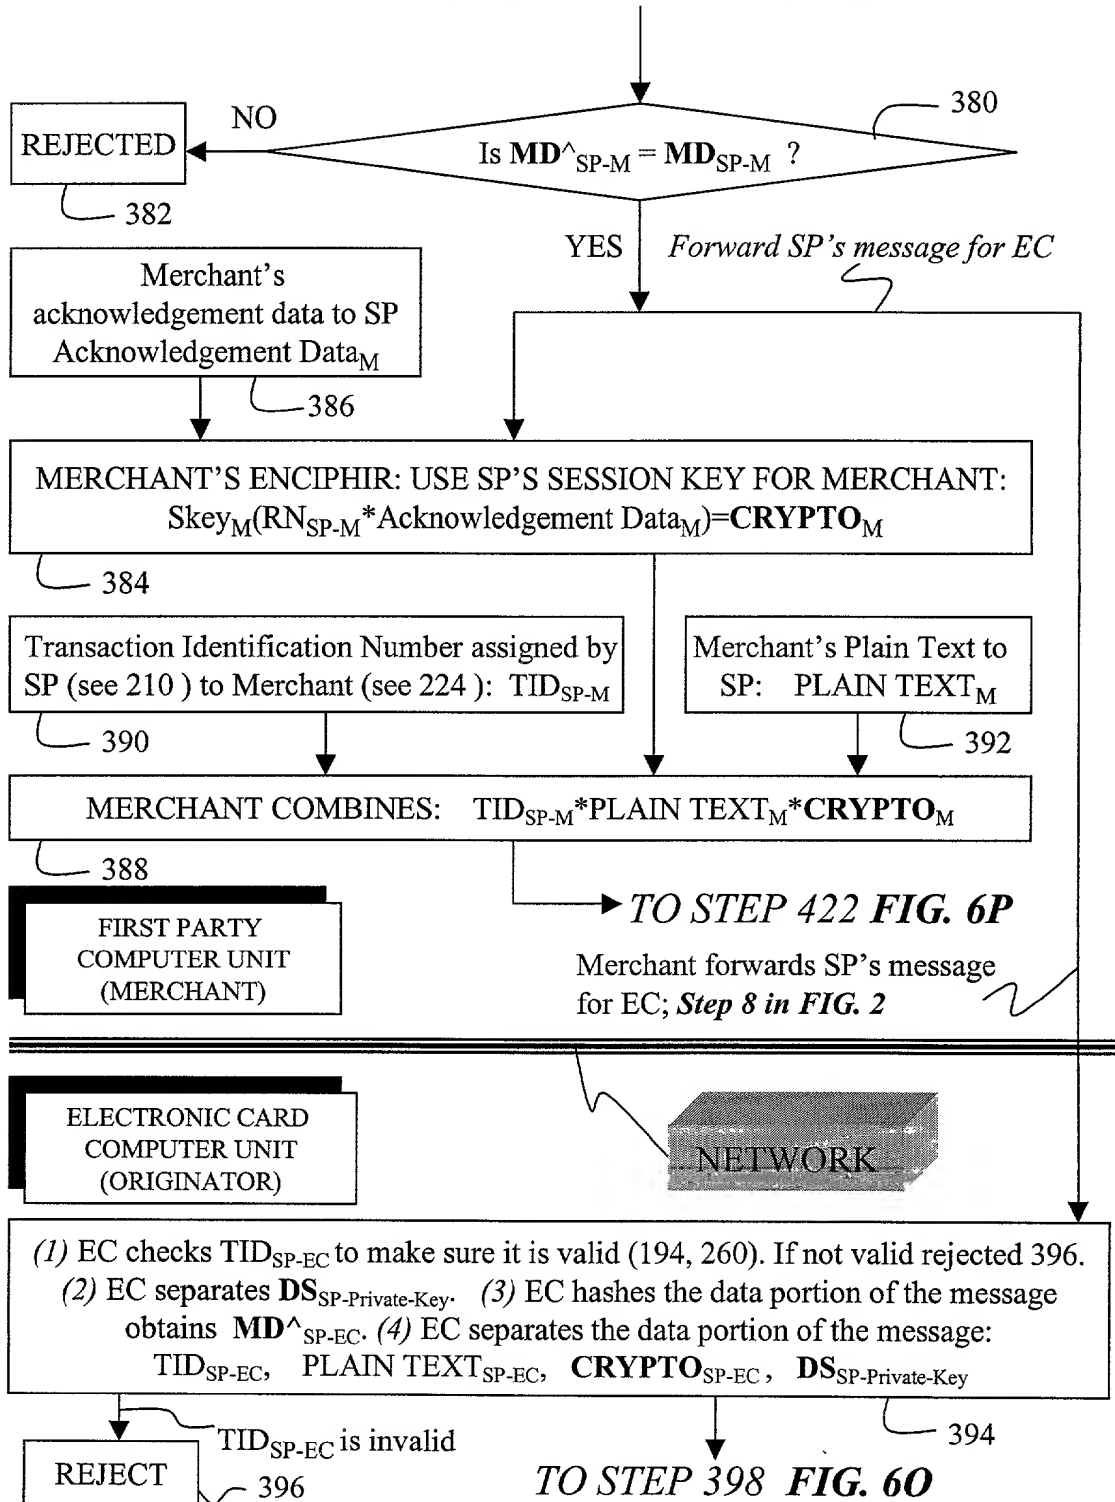 380
NO
REJECTED
Is MD^SP-M = MDSP-M ?
382
YES
Forward SP's message for EC
Merchant's
acknowledgement data to SP
Acknowledgement DataM
386
MERCHANT'S ENCIPHIR: USE SP'S SESSION KEY FOR MERCHANT:
SkeyM(RNSP-M*Acknowledgement DataM)=CRYPTOM
384
Transaction Identification Number assigned by
SP (see 210 ) to Merchant (see 224 ): TIDSP-M
390
Merchant's Plain Text to
SP: PLAIN TEXTM
392
MERCHANT COMBINES: TIDSP-M*PLAIN TEXTM*CRYPTOM
388
TO STEP 422 FIG. 6P
FIRST PARTY
COMPUTER UNIT
(MERCHANT)
Merchant forwards SP's message
for EC; Step 8 in FIG. 2
ELECTRONIC CARD
COMPUTER UNIT
(ORIGINATOR)
NETWORK
(1) EC checks TIDSP-EC to make sure it is valid (194, 260). If not valid rejected 396.
(2) EC separates DSSP-Private-Key. (3) EC hashes the data portion of the message
obtains MD^SP-EC. (4) EC separates the data portion of the message:
TIDSP-EC, PLAIN TEXTSP-EC, CRYPTOSP-EC, DSSP-Private-Key
394
TIDSP-EC is invalid
REJECT
396
TO STEP 398 FIG. 6O